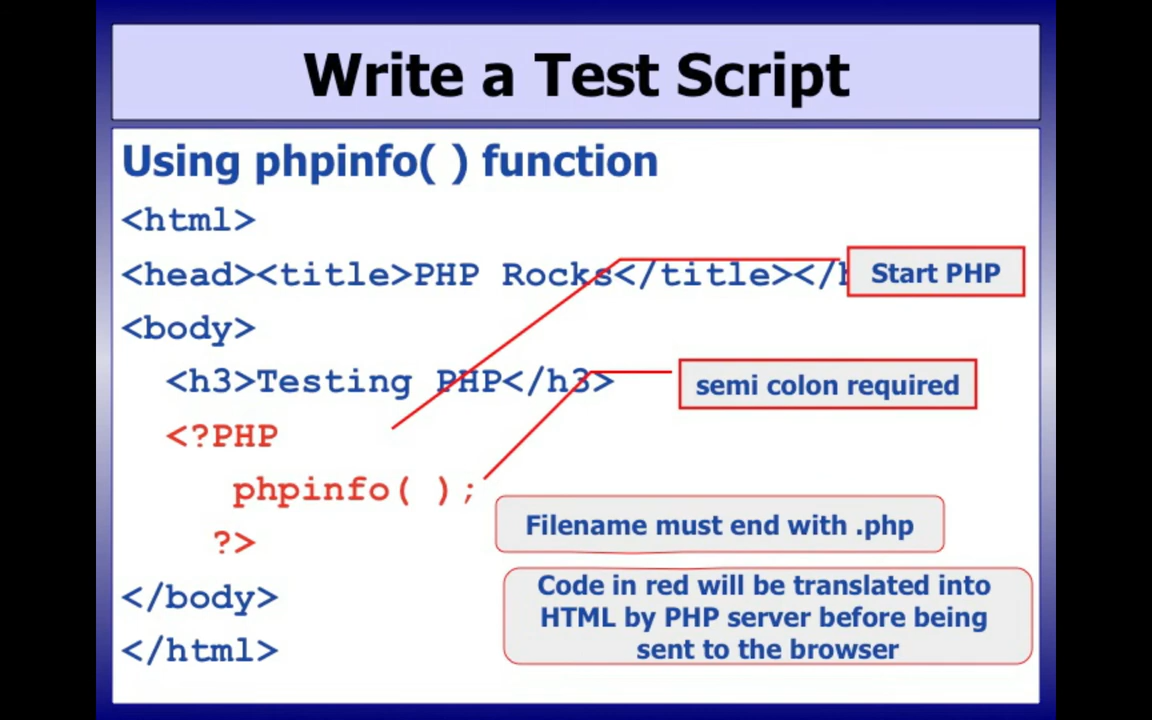 Write a Test Script
Using phpinfo( ) function
<html>
<head><title>PHP Rocks</title></h
Start PHP
<body>
<h3>Testing PHP</h3>
semi colon required
<?PHP
phpinfo( );
Filename must end with .php
?>
Code in red will be translated into
HTML by PHP server before being
sent to the browser
</body>
</html>